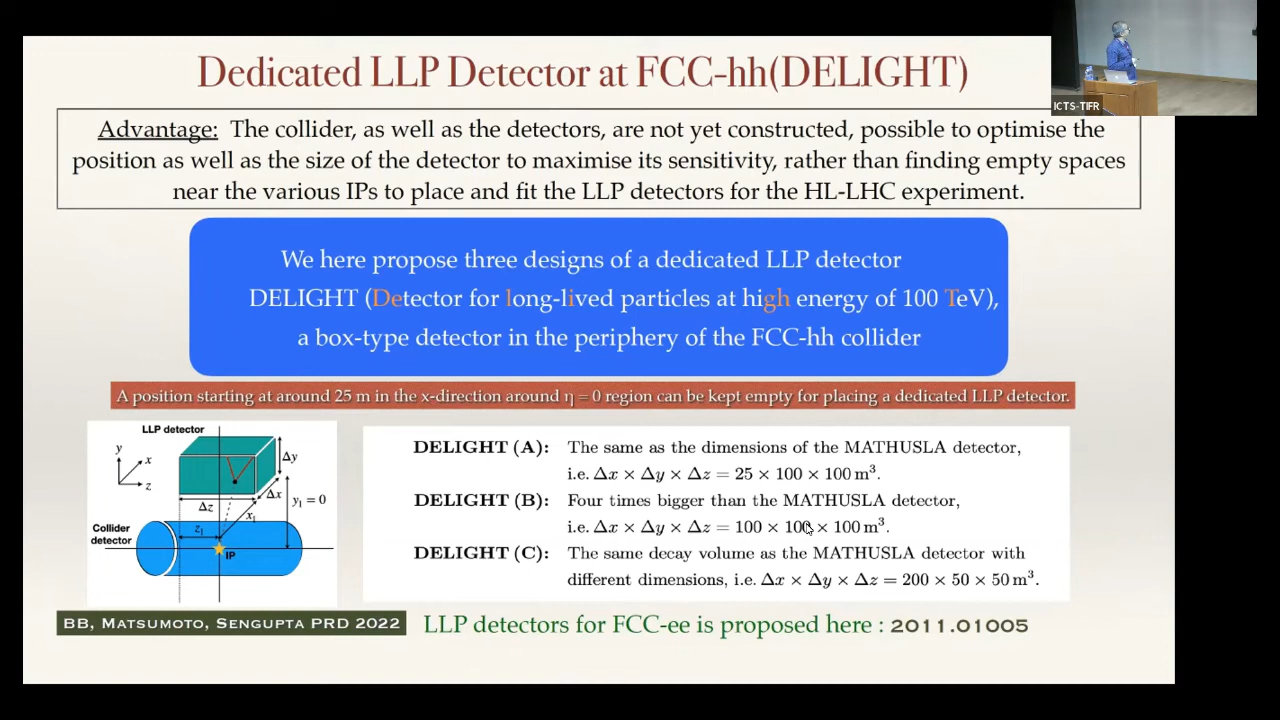 Dedicated LLP Detector at FCC-hh(DELIGHT)
ICTS-TIFR
Advantage: The collider, as well as the detectors, are not yet constructed, possible to optimise the
position as well as the size of the detector to maximise its sensitivity, rather than finding empty spaces
near the various IPs to place and fit the LLP detectors for the HL-LHC experiment.
We here propose three designs of a dedicated LLP detector
DELIGHT (Detector for long-lived particles at high energy of 100 TeV),
a box-type detector in the periphery of the FCC-hh collider
A position starting at around 25 m in the x-direction around η = 0 region can be kept empty for placing a dedicated LLP detector.
LLP detector
y
x
z
Δy
Δx
Δz
y₁ = 0
x₁
z₁
Collider
detector
IP
DELIGHT (A): The same as the dimensions of the MATHUSLA detector,
i.e. Δx × Δy × Δz = 25 × 100 × 100 m³.
DELIGHT (B): Four times bigger than the MATHUSLA detector,
i.e. Δx × Δy × Δz = 100 × 100 × 100 m³.
DELIGHT (C): The same decay volume as the MATHUSLA detector with
different dimensions, i.e. Δx × Δy × Δz = 200 × 50 × 50 m³.
BB, MATSUMOTO, SENGUPTA PRD 2022
LLP detectors for FCC-ee is proposed here : 2011.01005